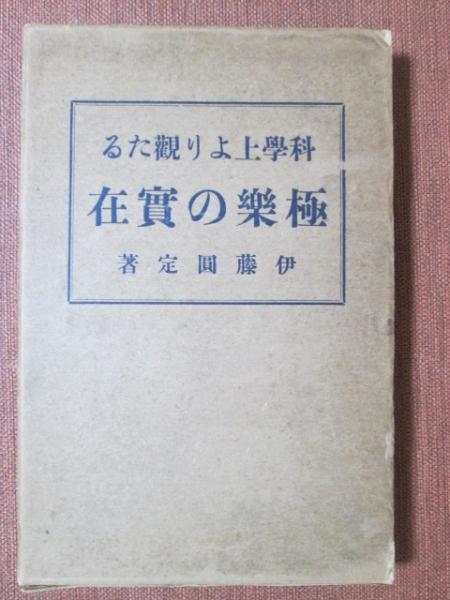 科學上より觀たる
極樂の實在
伊藤圓定著